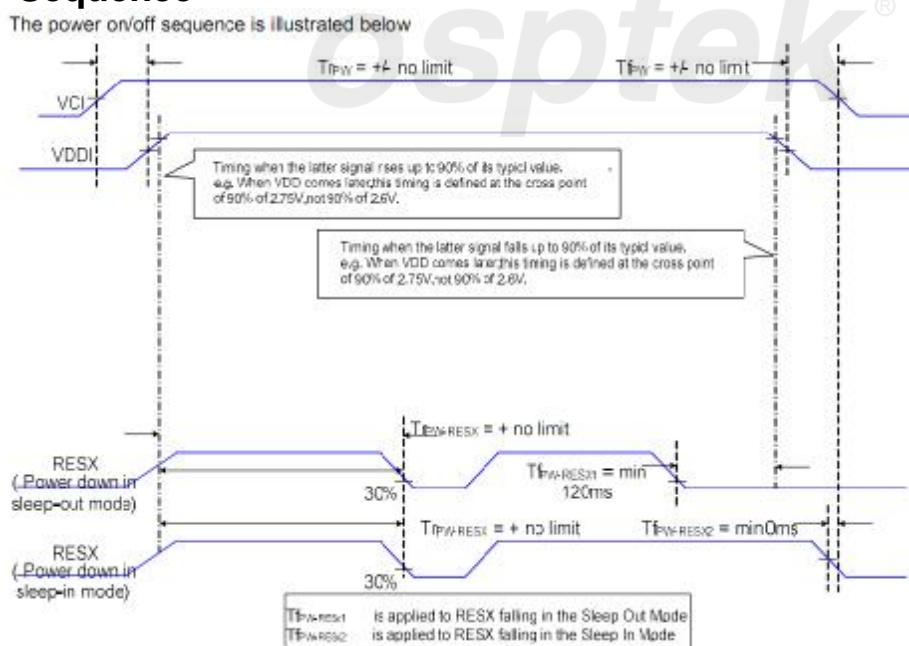 Sequence
The power on/off sequence is illustrated below
osptek®
TrPW = +/- no limit
TfPW = +/- no limit
VCI
VDDI
Timing when the latter signal rises up to 90% of its typicl value.
e.g. When VDD comes later,this timing is defined at the cross point
of 90% of 2.75V,not 90% of 2.6V.
Timing when the latter signal falls up to 90% of its typicl value.
e.g. When VDD comes later,this timing is defined at the cross point
of 90% of 2.75V,not 90% of 2.6V.
TrPW-RESX = + no limit
RESX
( Power down in
sleep-out mode)
30%
TfPW-RESX1 = min
120ms
TrPW-RESX = + no limit
TfPW-RESX2 = min0ms
RESX
( Power down in
sleep-in mode)
30%
TfPW-RESX1 is applied to RESX falling in the Sleep Out Mode
TfPW-RESX2 is applied to RESX falling in the Sleep In Mode